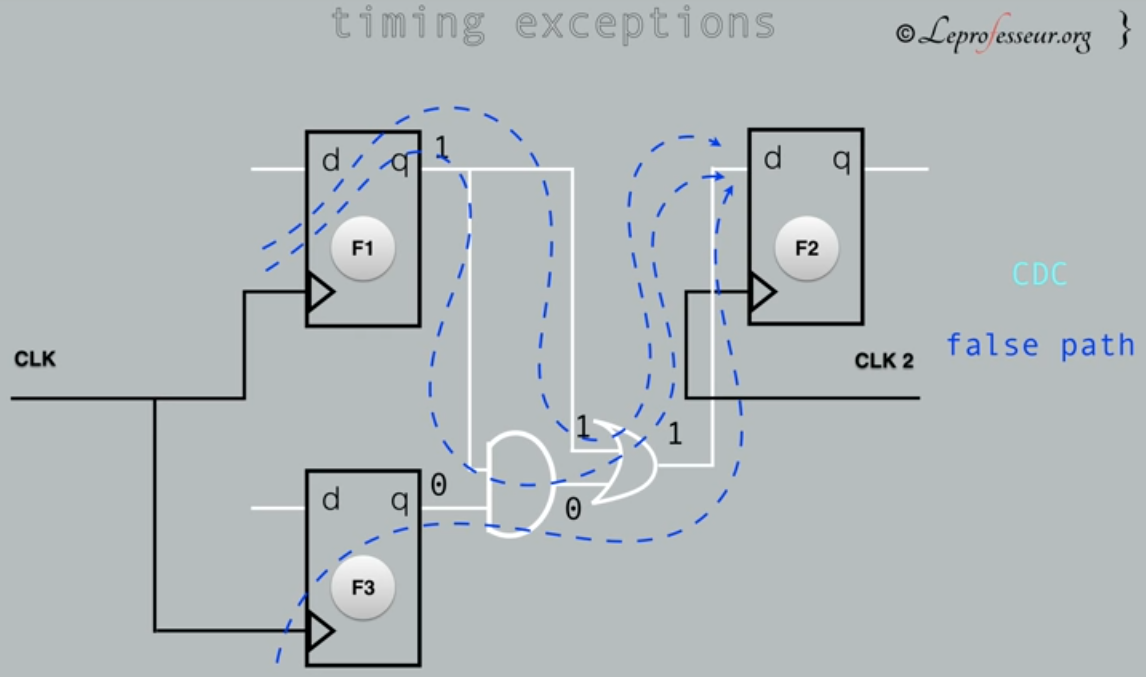 timing exceptions
© Leprofesseur.org }
1
d q
d q
F1
F2
CDC
false path
CLK
CLK 2
1
1
0
0
d q
F3